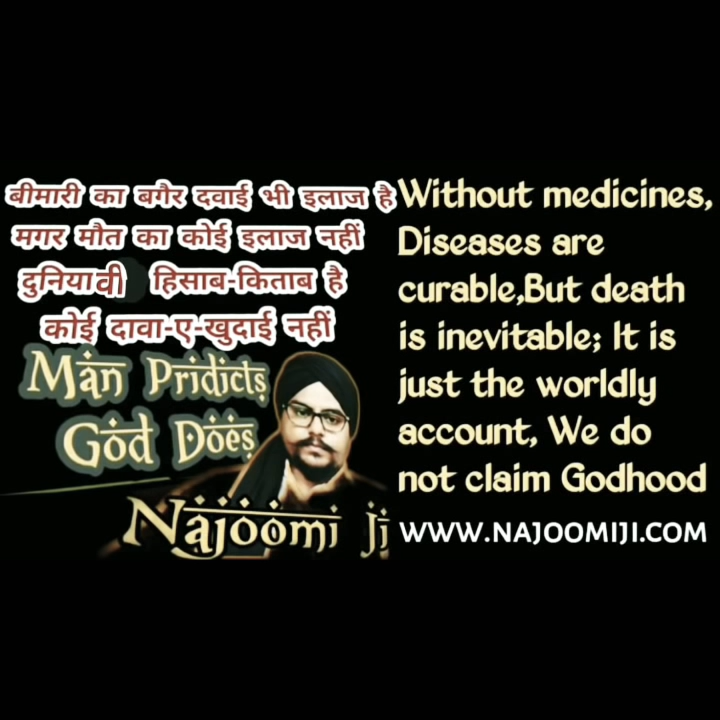 बीमारी का बगैर दवाई भी इलाज है
मगर मौत का कोई इलाज नहीं
दुनियावी हिसाब-किताब है
कोई दावा-ए-खुदाई नहीं
Man Pridicts
God Does
Najoomi Ji
Without medicines,
Diseases are
curable,But death
is inevitable; It is
just the worldly
account, We do
not claim Godhood
WWW.NAJOOMIJI.COM